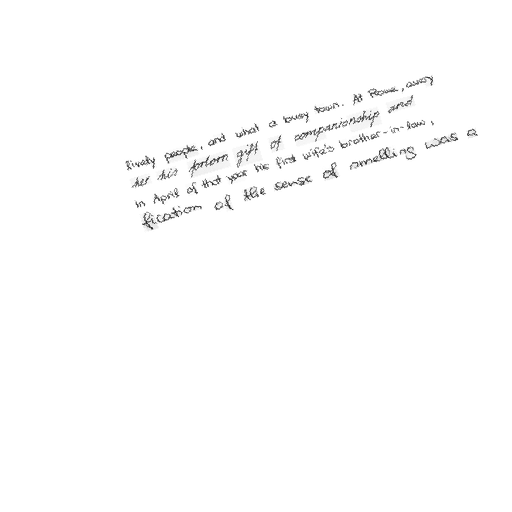 lively people, and what a busy town. At Rowe, away
her his forlorn gift of companionship and
in April of that year his first wife's brother-in-law,
fication of the sense of smelling was a